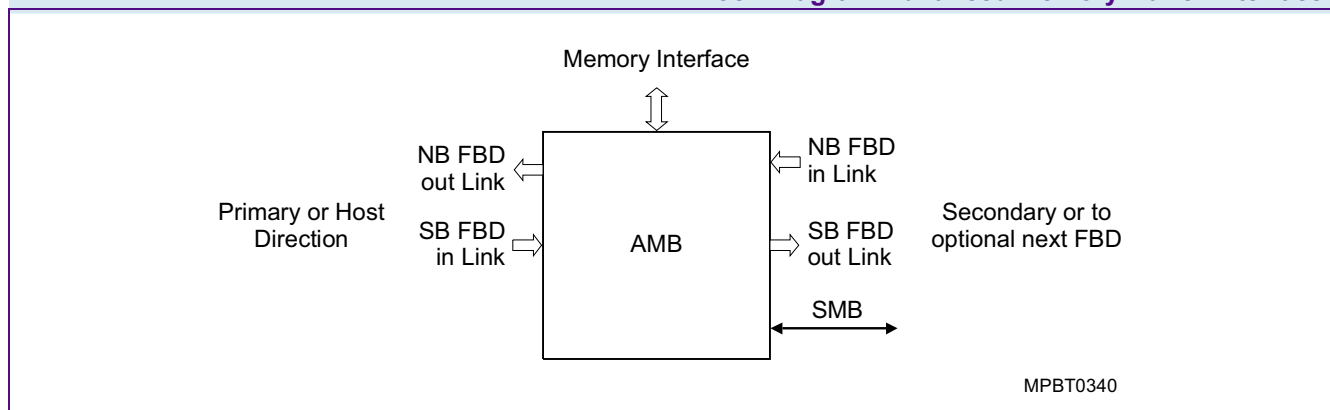 Memory Interface
NB FBD
out Link
NB FBD
in Link
Primary or Host
Direction
SB FBD
in Link
AMB
SB FBD
out Link
Secondary or to
optional next FBD
SMB
MPBT0340